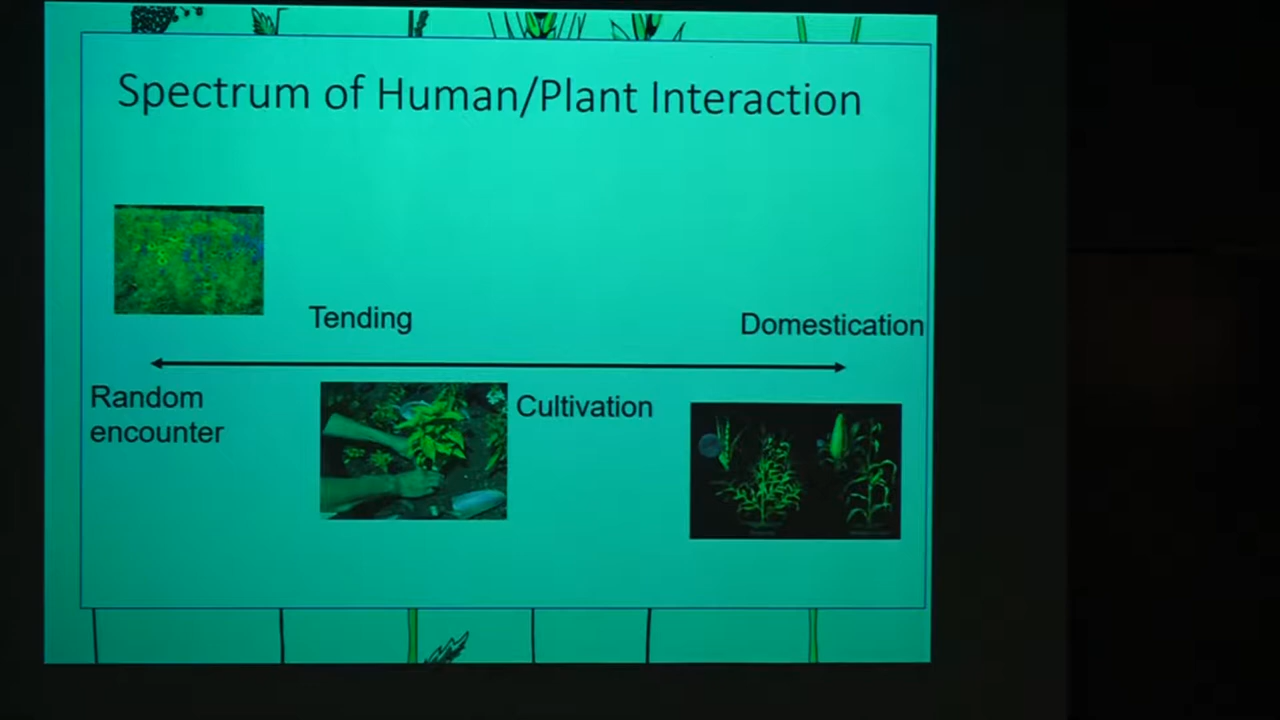 Spectrum of Human/Plant Interaction
Tending
Domestication
Random
encounter
Cultivation